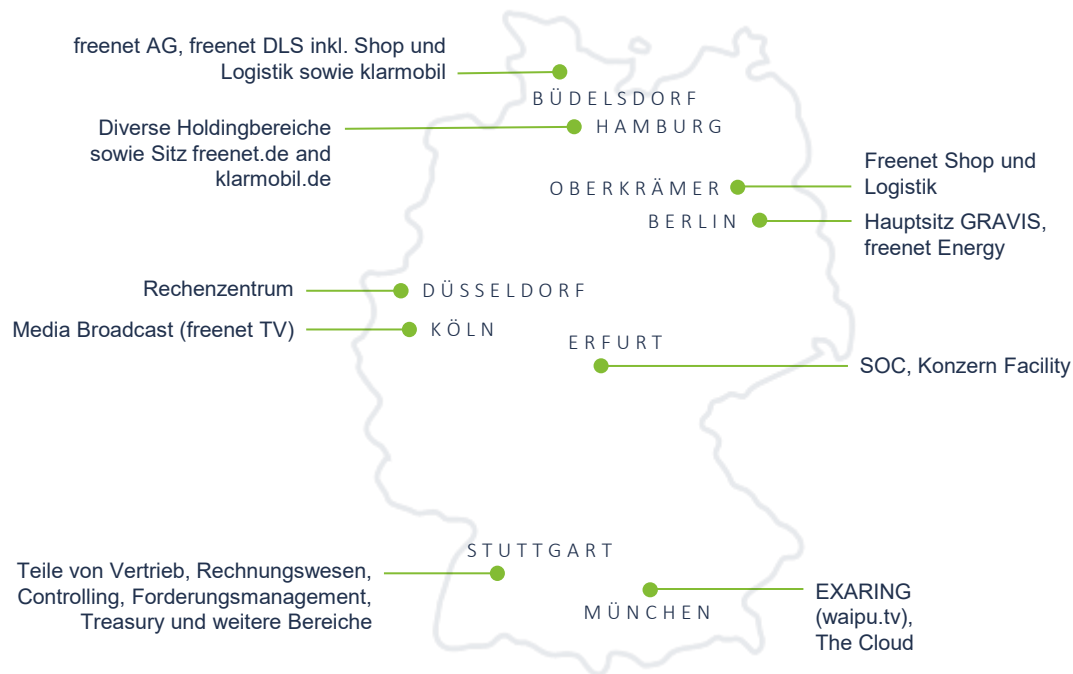 freenet AG, freenet DLS inkl. Shop und
Logistik sowie klarmobil
BÜDELSDORF
Diverse Holdingbereiche
sowie Sitz freenet.de and
klarmobil.de
HAMBURG
OBERKRÄMER
Freenet Shop und
Logistik
BERLIN
Hauptsitz GRAVIS,
freenet Energy
Rechenzentrum
DÜSSELDORF
Media Broadcast (freenet TV)
KÖLN
ERFURT
SOC, Konzern Facility
STUTTGART
Teile von Vertrieb, Rechnungswesen,
Controlling, Forderungsmanagement,
Treasury und weitere Bereiche
MÜNCHEN
EXARING
(waipu.tv),
The Cloud